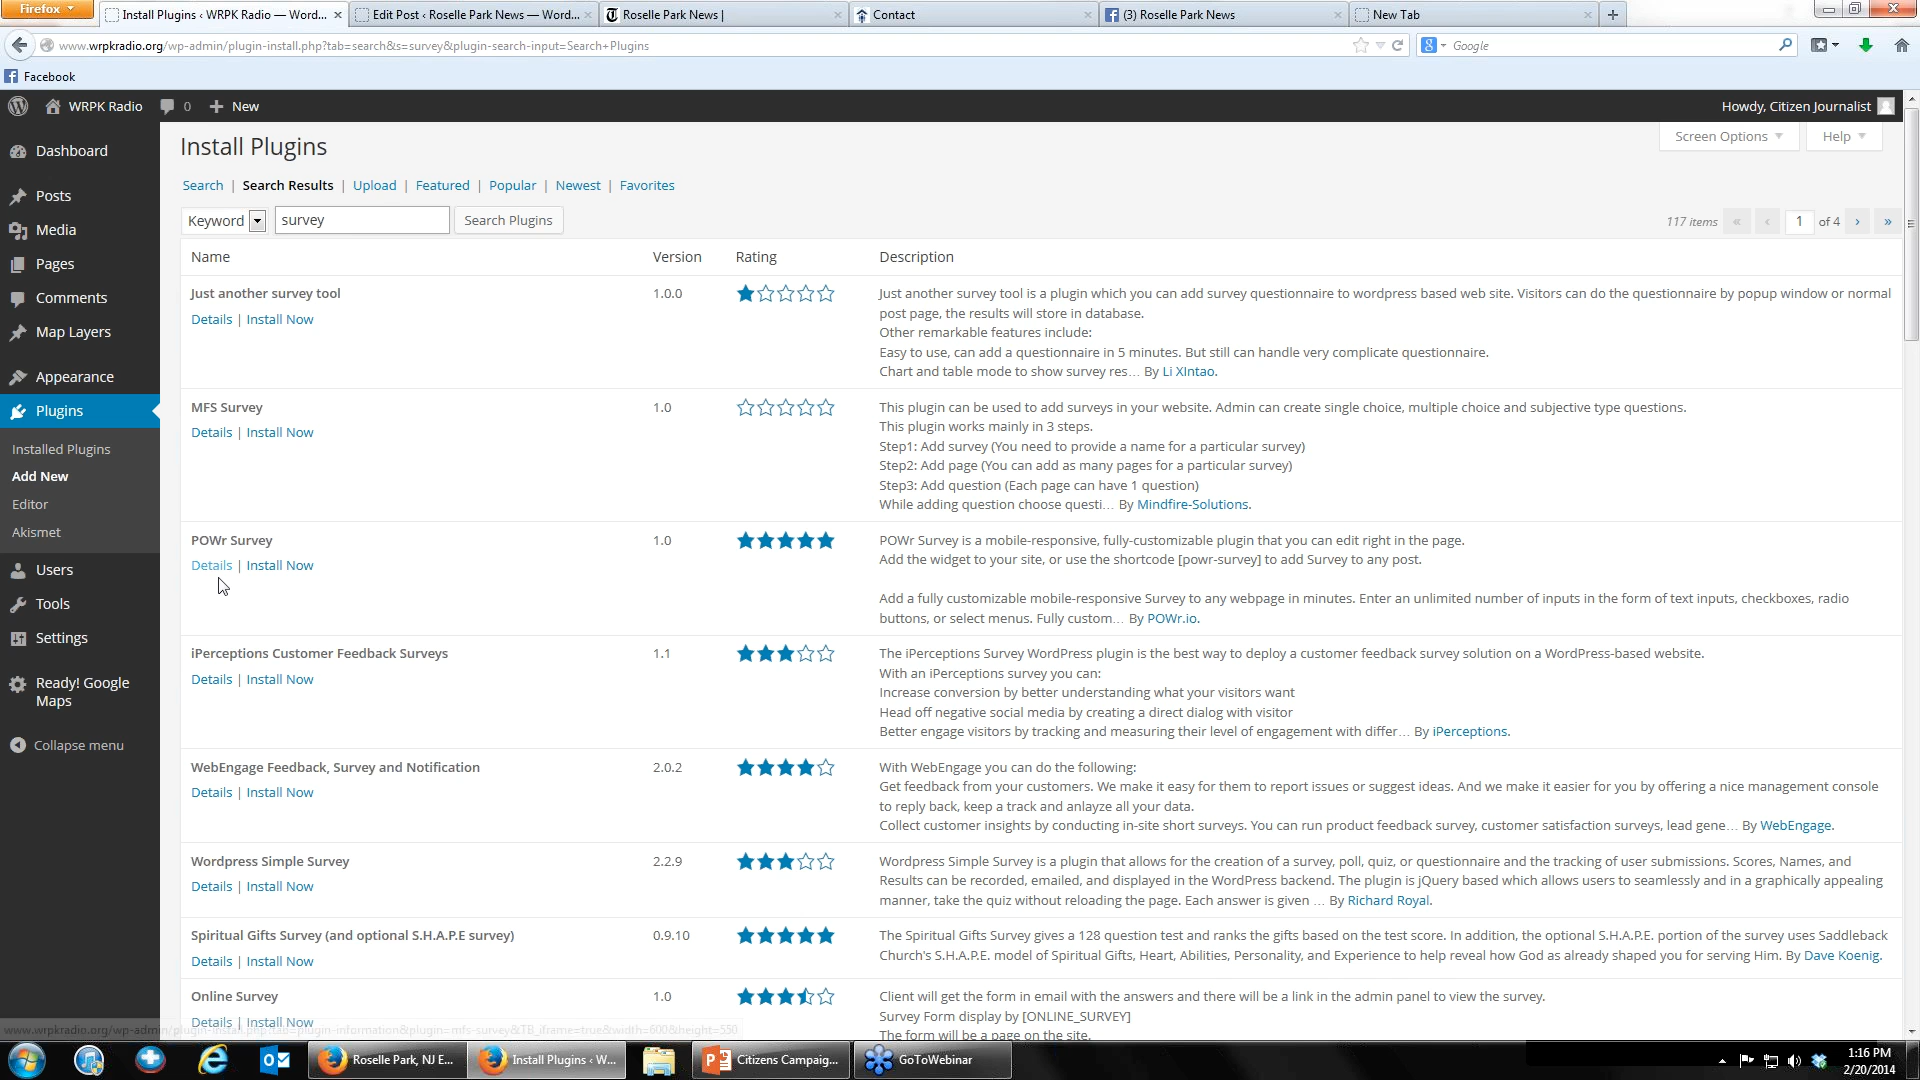 Firefox
Install Plugins ‹ WRPK Radio — Word...
Edit Post ‹ Roselle Park News — Word...
Roselle Park News |
Contact
(3) Roselle Park News
New Tab
www.wrpkradio.org/wp-admin/plugin-install.php?tab=search&s=survey&plugin-search-input=Search+Plugins
Google
Facebook
WRPK Radio
0
New
Howdy, Citizen Journalist
Dashboard
Posts
Media
Pages
Comments
Map Layers
Appearance
Plugins
Installed Plugins
Add New
Editor
Akismet
Users
Tools
Settings
Ready! Google
Maps
Collapse menu
Install Plugins
Screen Options
Help
Search | Search Results | Upload | Featured | Popular | Newest | Favorites
Keyword
survey
Search Plugins
117 items « ‹ 1 of 4 › »
Name Version Rating Description
Just another survey tool 1.0.0
Details | Install Now
Just another survey tool is a plugin which you can add survey questionnaire to wordpress based web site. Visitors can do the questionnaire by popup window or normal
post page, the results will store in database.
Other remarkable features include:
Easy to use, can add a questionnaire in 5 minutes. But still can handle very complicate questionnaire.
Chart and table mode to show survey res… By Li XIntao.
MFS Survey 1.0
Details | Install Now
This plugin can be used to add surveys in your website. Admin can create single choice, multiple choice and subjective type questions.
This plugin works mainly in 3 steps.
Step1: Add survey (You need to provide a name for a particular survey)
Step2: Add page (You can add as many pages for a particular survey)
Step3: Add question (Each page can have 1 question)
While adding question choose questi… By Mindfire-Solutions.
POWr Survey 1.0
Details | Install Now
POWr Survey is a mobile-responsive, fully-customizable plugin that you can edit right in the page.
Add the widget to your site, or use the shortcode [powr-survey] to add Survey to any post.
Add a fully customizable mobile-responsive Survey to any webpage in minutes. Enter an unlimited number of inputs in the form of text inputs, checkboxes, radio
buttons, or select menus. Fully custom… By POWr.io.
iPerceptions Customer Feedback Surveys 1.1
Details | Install Now
The iPerceptions Survey WordPress plugin is the best way to deploy a customer feedback survey solution on a WordPress-based website.
With an iPerceptions survey you can:
Increase conversion by better understanding what your visitors want
Head off negative social media by creating a direct dialog with visitor
Better engage visitors by tracking and measuring their level of engagement with differ… By iPerceptions.
WebEngage Feedback, Survey and Notification 2.0.2
Details | Install Now
With WebEngage you can do the following:
Get feedback from your customers. We make it easy for them to report issues or suggest ideas. And we make it easier for you by offering a nice management console
to reply back, keep a track and anlayze all your data.
Collect customer insights by conducting in-site short surveys. You can run product feedback survey, customer satisfaction surveys, lead gene… By WebEngage.
Wordpress Simple Survey 2.2.9
Details | Install Now
Wordpress Simple Survey is a plugin that allows for the creation of a survey, poll, quiz, or questionnaire and the tracking of user submissions. Scores, Names, and
Results can be recorded, emailed, and displayed in the WordPress backend. The plugin is jQuery based which allows users to seamlessly and in a graphically appealing
manner, take the quiz without reloading the page. Each answer is given … By Richard Royal.
Spiritual Gifts Survey (and optional S.H.A.P.E survey) 0.9.10
Details | Install Now
The Spiritual Gifts Survey gives a 128 question test and ranks the gifts based on the test score. In addition, the optional S.H.A.P.E. portion of the survey uses Saddleback
Church's S.H.A.P.E. model of Spiritual Gifts, Heart, Abilities, Personality, and Experience to help reveal how God as already shaped you for serving Him. By Dave Koenig.
Online Survey 1.0
Details | Install Now
Client will get the form in email with the answers and there will be a link in the admin panel to view the survey.
Survey Form display by [ONLINE_SURVEY]
The form will be a page on the site.
www.wrpkradio.org/wp-admin/plugin-install.php?tab=plugin-information&plugin=mfs-survey&TB_iframe=true&width=600&height=550
Roselle Park, NJ E...
Install Plugins ‹ W...
Citizens Campaig...
GoToWebinar
1:16 PM
2/20/2014